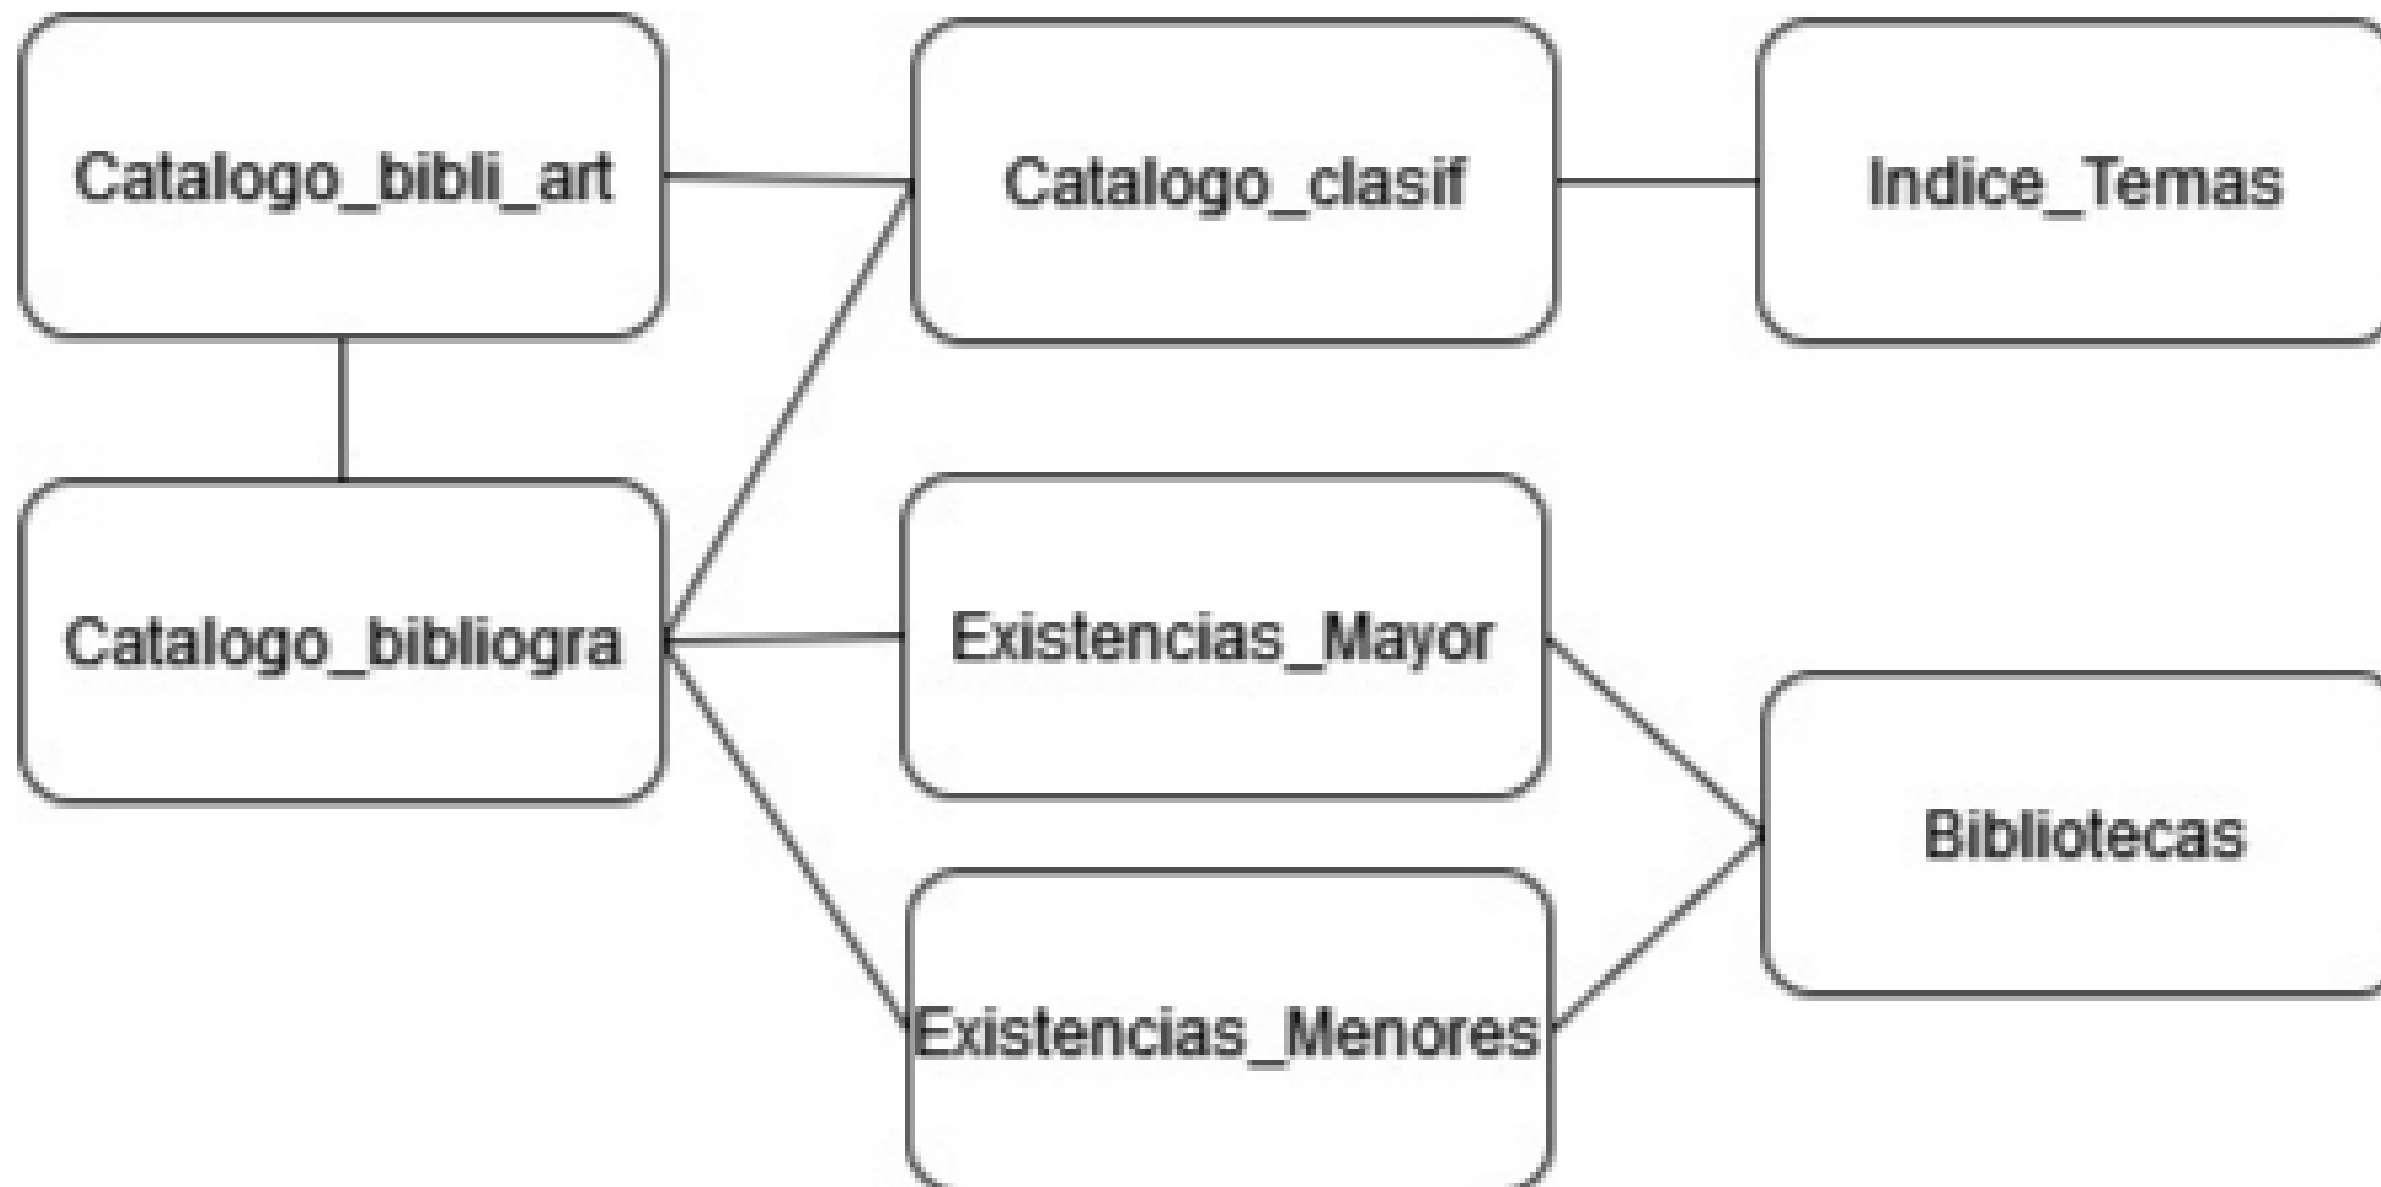 Catalogo_bibli_art
Catalogo_clasif
Indice_Temas
Catalogo_bibliogra
Existencias_Mayor
Bibliotecas
Existencias_Menores